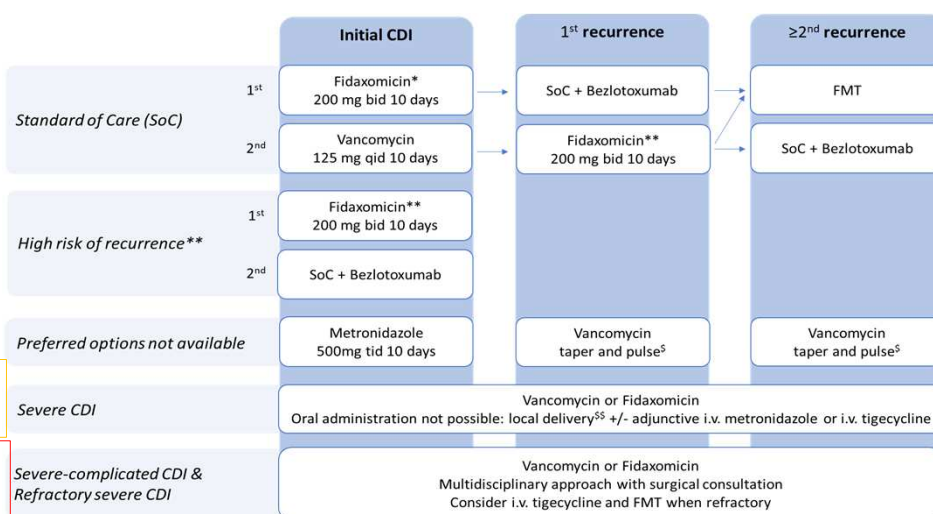 Initial CDI
1st recurrence
≥2nd recurrence
Standard of Care (SoC)
1st
Fidaxomicin*
200 mg bid 10 days
SoC + Bezlotoxumab
FMT
2nd
Vancomycin
125 mg qid 10 days
Fidaxomicin**
200 mg bid 10 days
SoC + Bezlotoxumab
High risk of recurrence**
1st
Fidaxomicin**
200 mg bid 10 days
2nd
SoC + Bezlotoxumab
Preferred options not available
Metronidazole
500mg tid 10 days
Vancomycin
taper and pulse$
Vancomycin
taper and pulse$
Severe CDI
Vancomycin or Fidaxomicin
Oral administration not possible: local delivery$$ +/- adjunctive i.v. metronidazole or i.v. tigecycline
Severe-complicated CDI &
Refractory severe CDI
Vancomycin or Fidaxomicin
Multidisciplinary approach with surgical consultation
Consider i.v. tigecycline and FMT when refractory